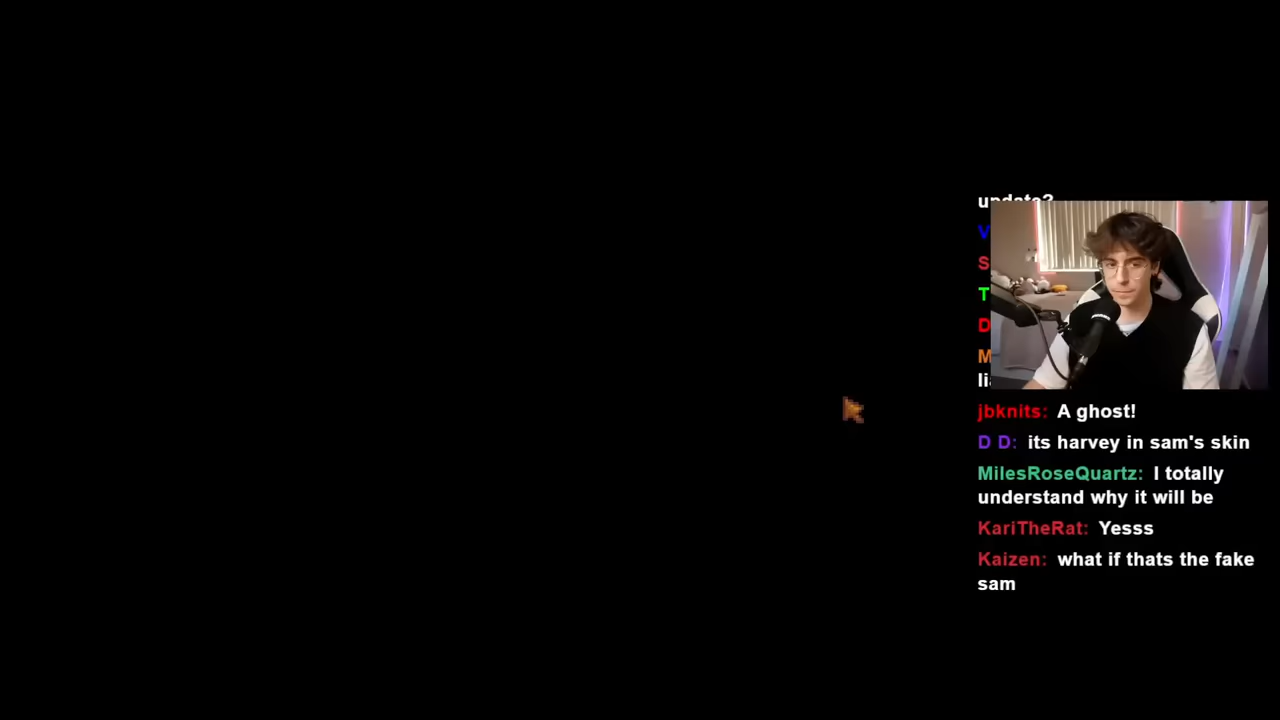 update?
V
S
T
D
M
jbknits: A ghost!
D D: its harvey in sam's skin
MilesRoseQuartz: I totally
understand why it will be
KariTheRat: Yesss
Kaizen: what if thats the fake
sam